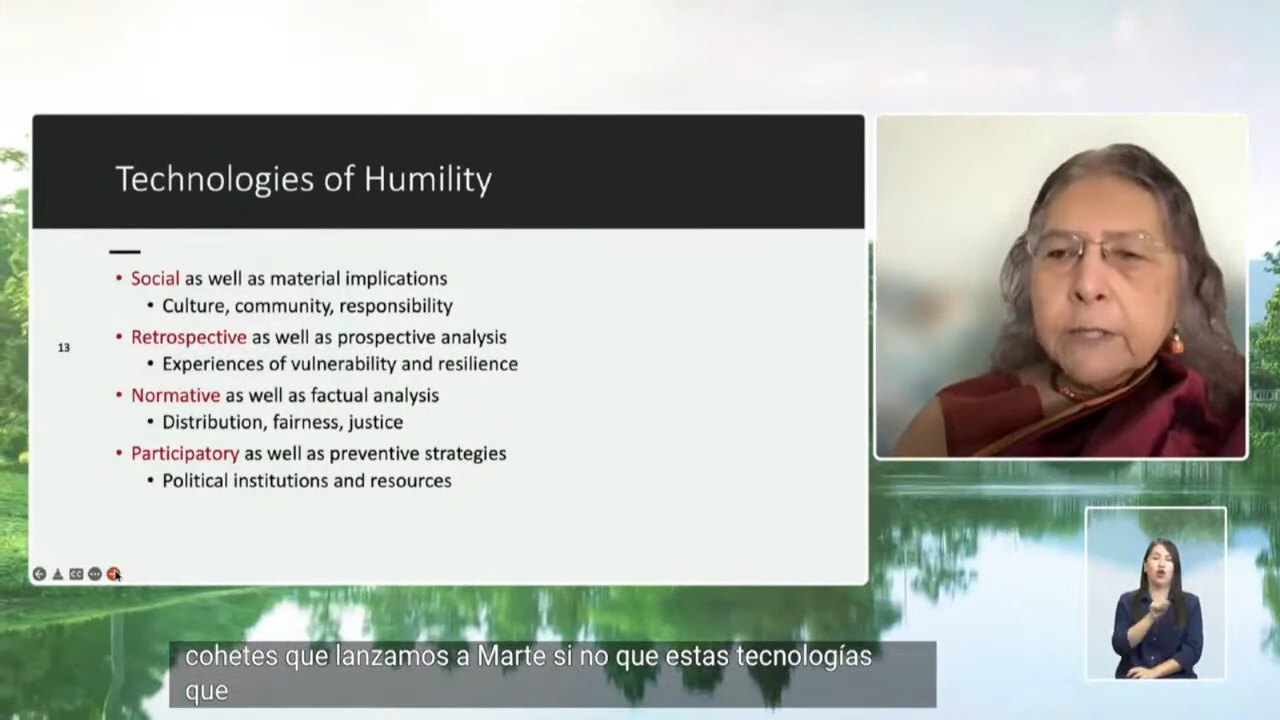 Technologies of Humility
• Social as well as material implications
• Culture, community, responsibility
• Retrospective as well as prospective analysis
13
• Experiences of vulnerability and resilience
• Normative as well as factual analysis
• Distribution, fairness, justice
• Participatory as well as preventive strategies
• Political institutions and resources
CC
cohetes que lanzamos a Marte si no que estas tecnologías
que